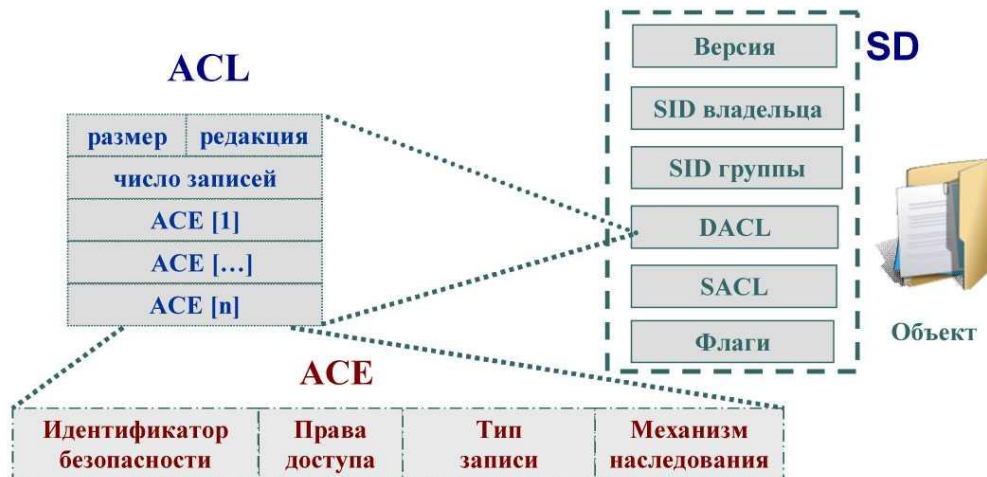 ACL
размер редакция
число записей
ACE [1]
ACE […]
ACE [n]
SD
Версия
SID владельца
SID группы
DACL
SACL
Флаги
Объект
ACE
Идентификатор
безопасности
Права
доступа
Тип
записи
Механизм
наследования